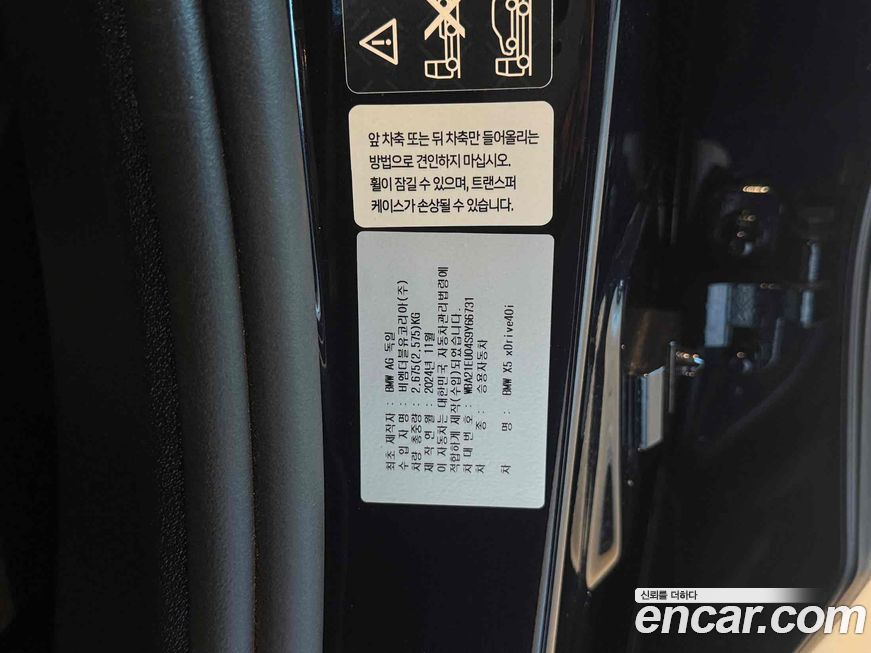 앞 차축 또는 뒤 차축만 들어올리는
방법으로 견인하지 마십시오.
휠이 잠길 수 있으며, 트랜스퍼
케이스가 손상될 수 있습니다.
최초 제작자 : BMW AG 독일
수 입 자 명 : 비엠더블유코리아(주)
차량 총중량 : 2,675(2,575)KG
제 작 연 월 : 2024년 11월
이 자동차는 대한민국 자동차관리법령에
적합하게 제작(수입)되었습니다.
차 대 번 호 : WBA21EU04S9Y66731
차 종 : 승용자동차
차 명 : BMW X5 xDrive40i
신뢰를 더하다
encar.com